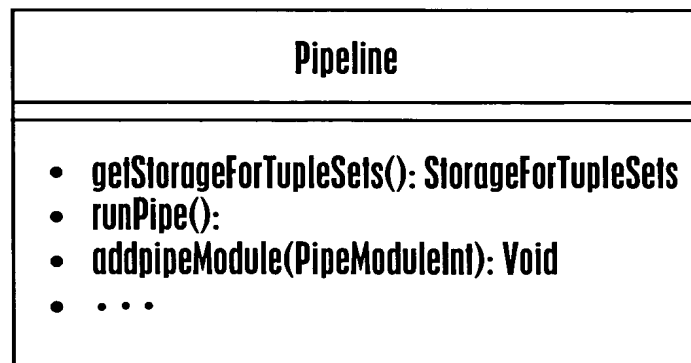 Pipeline
• getStorageForTupleSets(): StorageForTupleSets
• runPipe():
• addpipeModule(PipeModuleInt): Void
• • • •